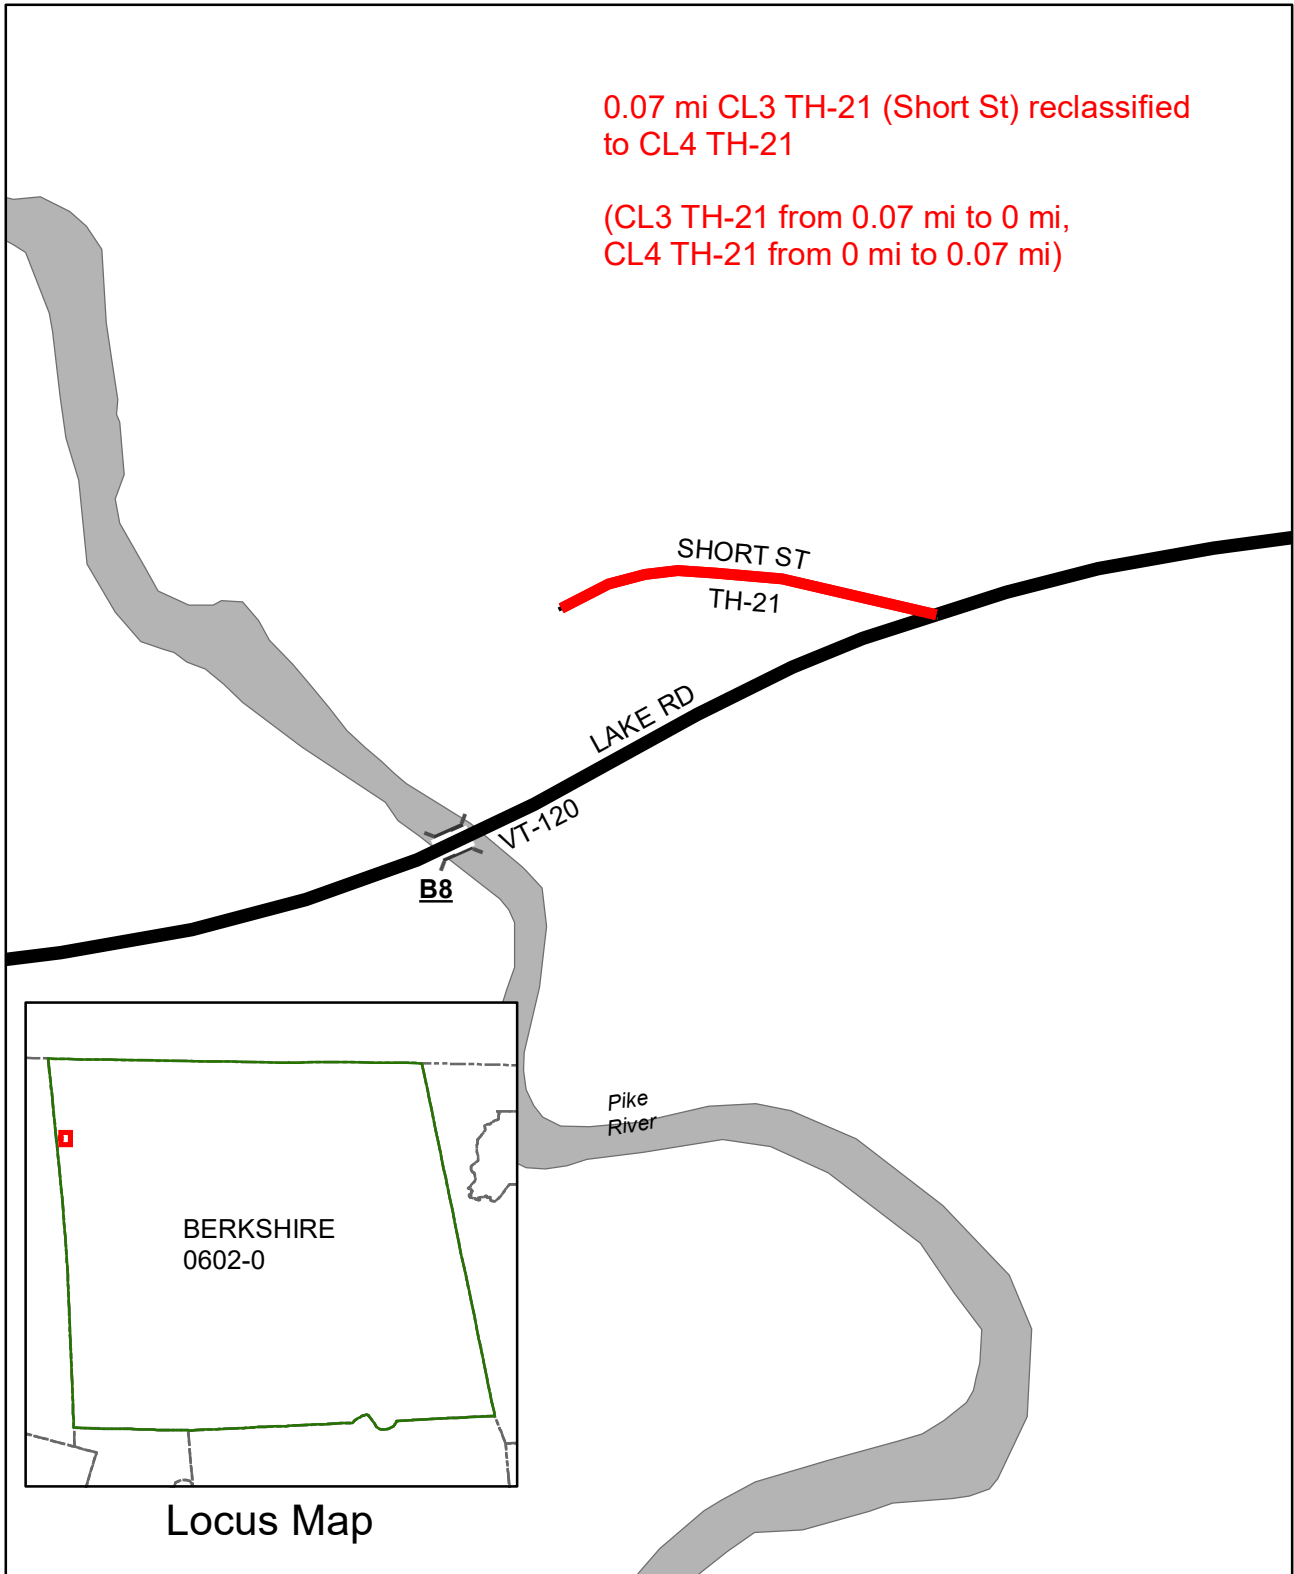 0.07 mi CL3 TH-21 (Short St) reclassified
to CL4 TH-21
(CL3 TH-21 from 0.07 mi to 0 mi,
CL4 TH-21 from 0 mi to 0.07 mi)
SHORT ST
TH-21
LAKE RD
VT-120
B8
Pike
River
BERKSHIRE
0602-0
Locus Map